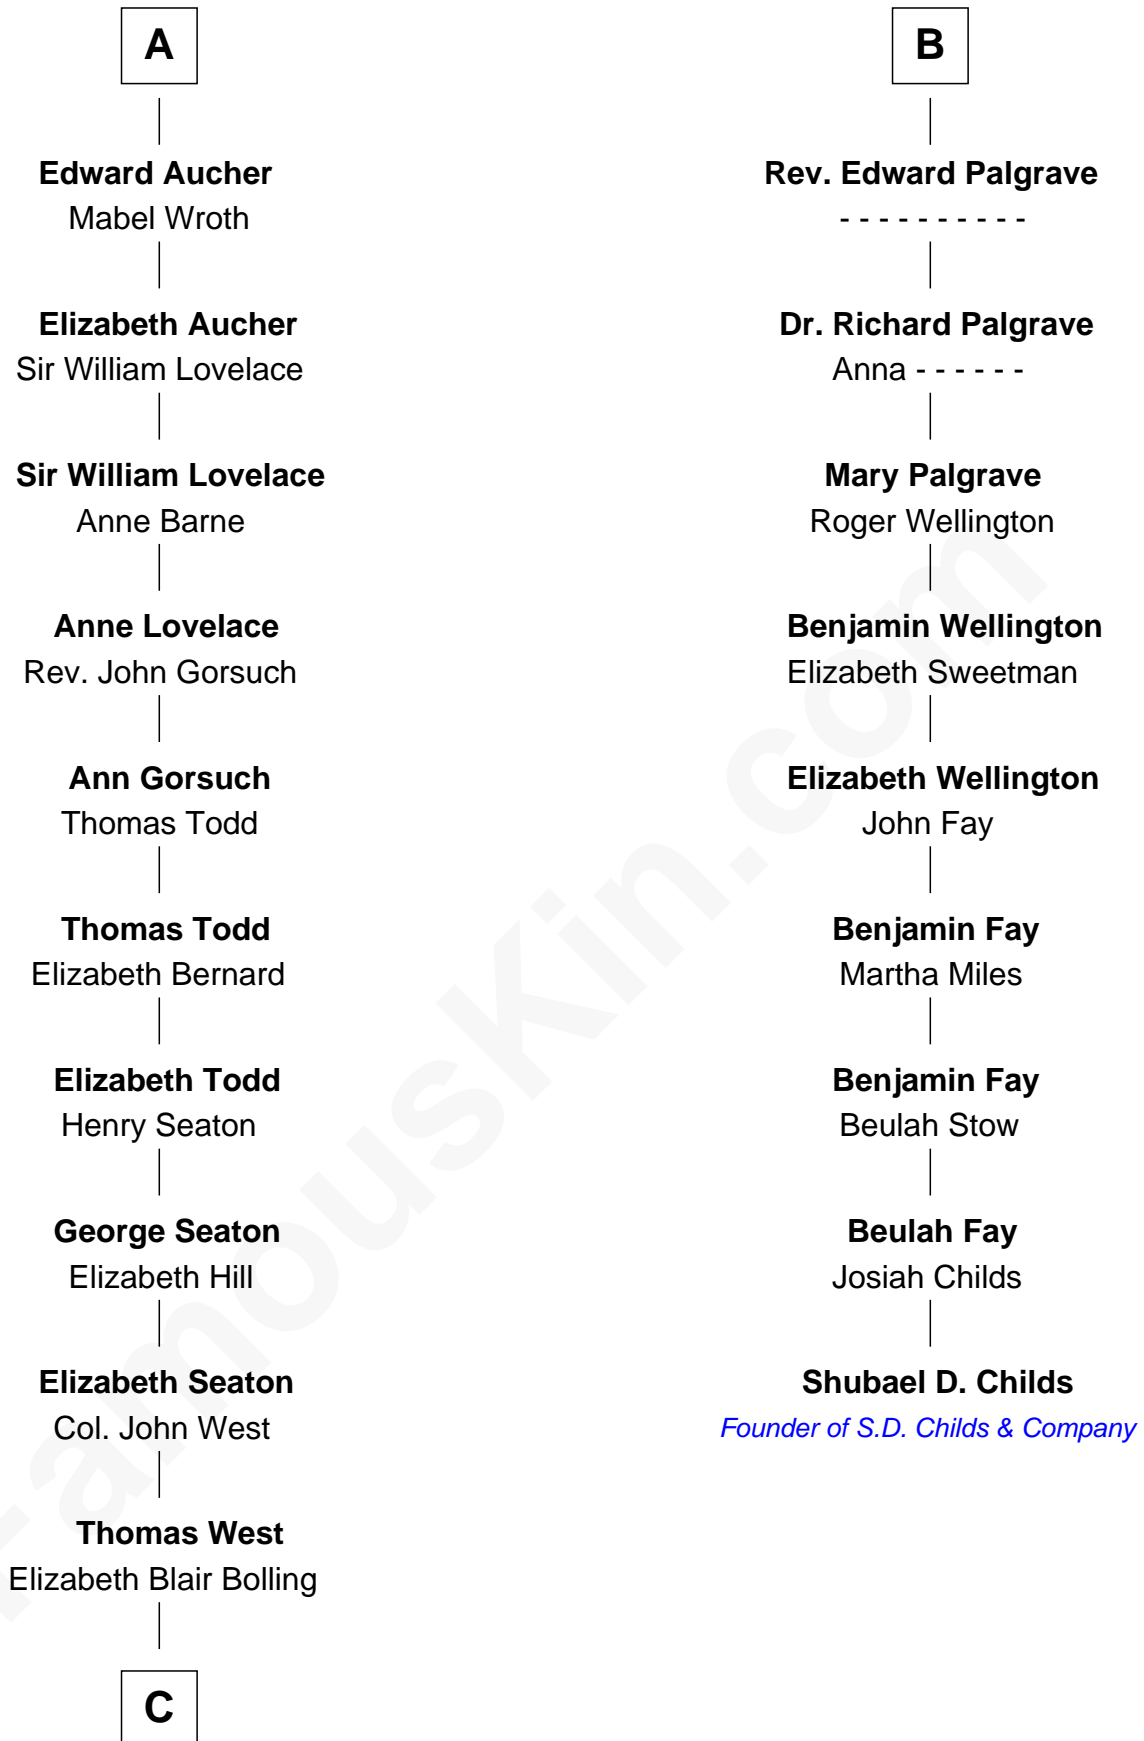 A
Edward Aucher
Mabel Wroth
Elizabeth Aucher
Sir William Lovelace
Sir William Lovelace
Anne Barne
Anne Lovelace
Rev. John Gorsuch
Ann Gorsuch
Thomas Todd
Thomas Todd
Elizabeth Bernard
Elizabeth Todd
Henry Seaton
George Seaton
Elizabeth Hill
Elizabeth Seaton
Col. John West
Thomas West
Elizabeth Blair Bolling
C
B
Rev. Edward Palgrave
- - - - - - - - - -
Dr. Richard Palgrave
Anna - - - - - -
Mary Palgrave
Roger Wellington
Benjamin Wellington
Elizabeth Sweetman
Elizabeth Wellington
John Fay
Benjamin Fay
Martha Miles
Benjamin Fay
Beulah Stow
Beulah Fay
Josiah Childs
Shubael D. Childs
Founder of S.D. Childs & Company
FamousKin.com